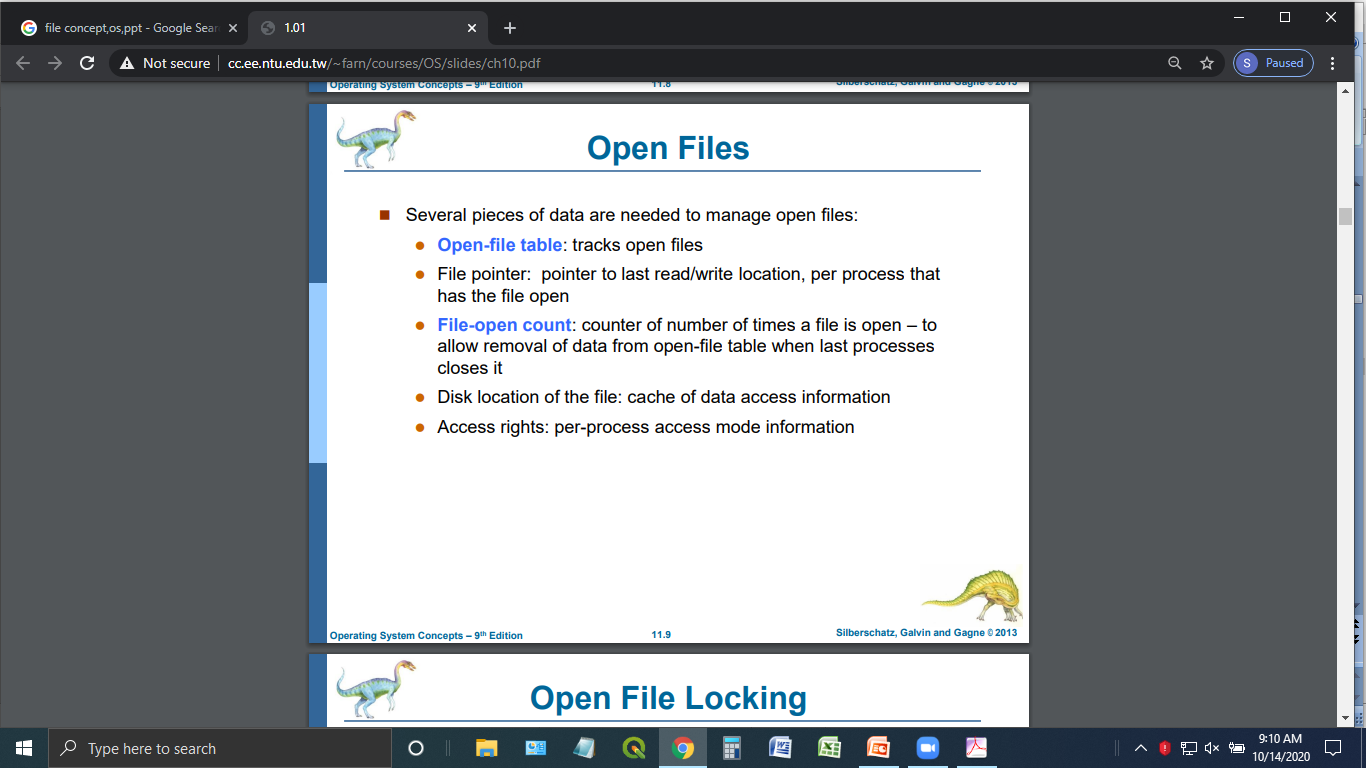 file concept,os,ppt - Google Sear
1.01
Not secure
cc.ee.ntu.edu.tw/~farn/courses/OS/slides/ch10.pdf
S
Paused
Operating System Concepts – 9th Edition
11.8
Silberschatz, Galvin and Gagne ©2013
Open Files
Several pieces of data are needed to manage open files:
Open-file table: tracks open files
File pointer:  pointer to last read/write location, per process that
has the file open
File-open count: counter of number of times a file is open – to
allow removal of data from open-file table when last processes
closes it
Disk location of the file: cache of data access information
Access rights: per-process access mode information
Operating System Concepts – 9th Edition
11.9
Silberschatz, Galvin and Gagne ©2013
Open File Locking
Type here to search
9:10 AM
10/14/2020